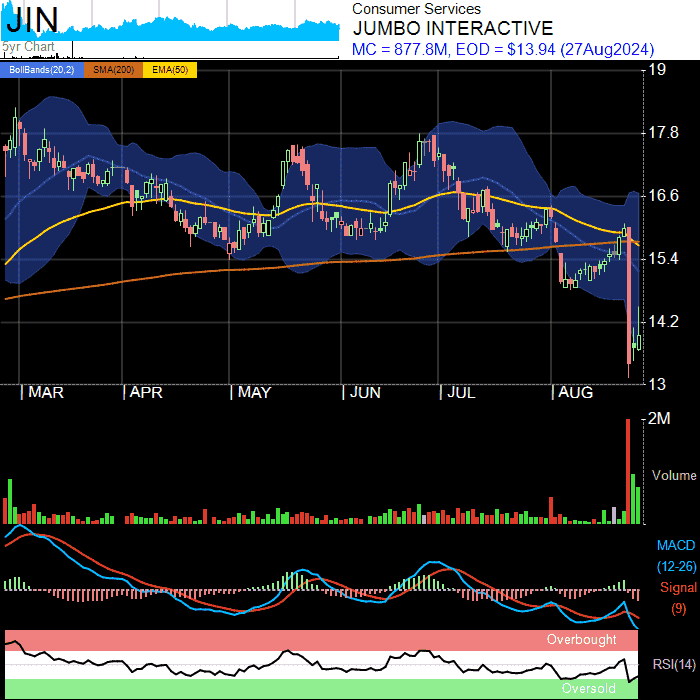 JIN
5yr Chart
Consumer Services
JUMBO INTERACTIVE
MC = 877.8M, EOD = $13.94 (27Aug2024)
BollBands(20,2) SMA(200) EMA(50)
19
17.8
16.6
15.4
14.2
13
MAR APR MAY JUN JUL AUG
2M
Volume
MACD
(12-26)
Signal
(9)
Overbought
RSI(14)
Oversold